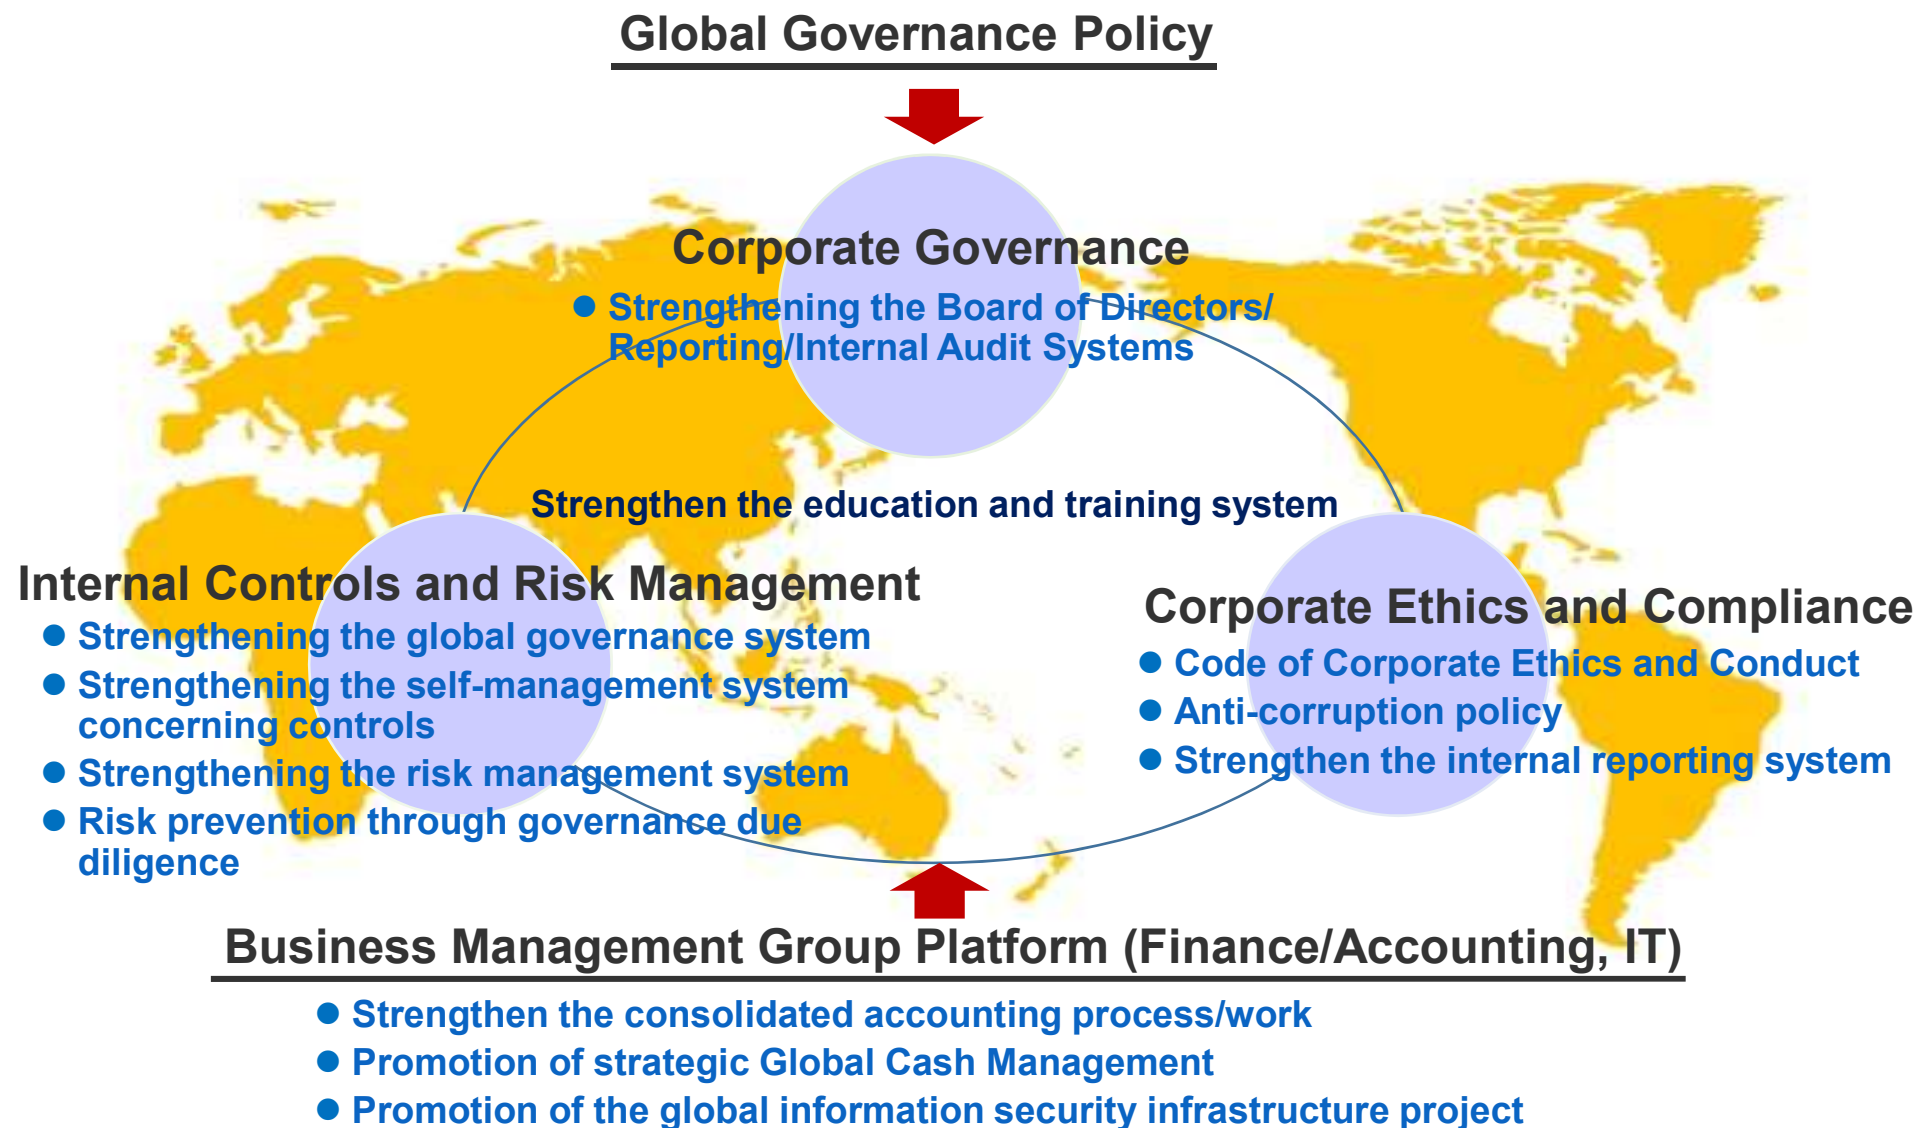 Global Governance Policy
Corporate Governance
● Strengthening the Board of Directors/
Reporting/Internal Audit Systems
Strengthen the education and training system
Internal Controls and Risk Management
● Strengthening the global governance system
● Strengthening the self-management system
concerning controls
● Strengthening the risk management system
● Risk prevention through governance due
diligence
Corporate Ethics and Compliance
● Code of Corporate Ethics and Conduct
● Anti-corruption policy
● Strengthen the internal reporting system
Business Management Group Platform (Finance/Accounting, IT)
● Strengthen the consolidated accounting process/work
● Promotion of strategic Global Cash Management
● Promotion of the global information security infrastructure project